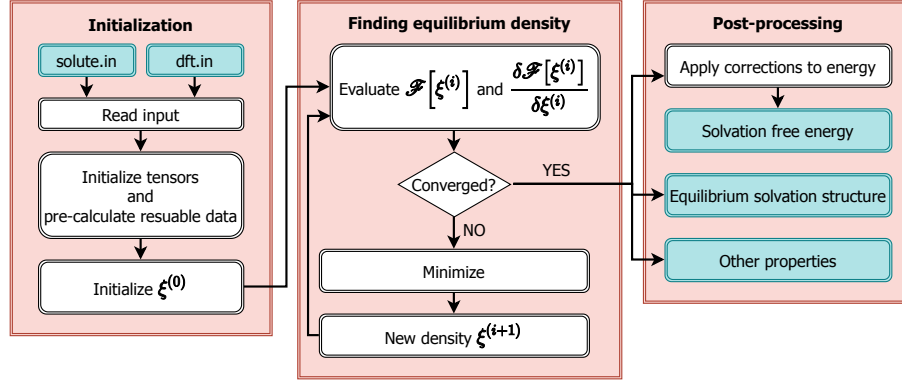 Initialization
solute.in
dft.in
Read input
Initialize tensors
and
pre-calculate resuable data
Initialize ξ⁽⁰⁾
Finding equilibrium density
Evaluate ℱ[ξ⁽ⁱ⁾] and δℱ[ξ⁽ⁱ⁾]/δξ⁽ⁱ⁾
Converged?
YES
NO
Minimize
New density ξ⁽ⁱ⁺¹⁾
Post-processing
Apply corrections to energy
Solvation free energy
Equilibrium solvation structure
Other properties